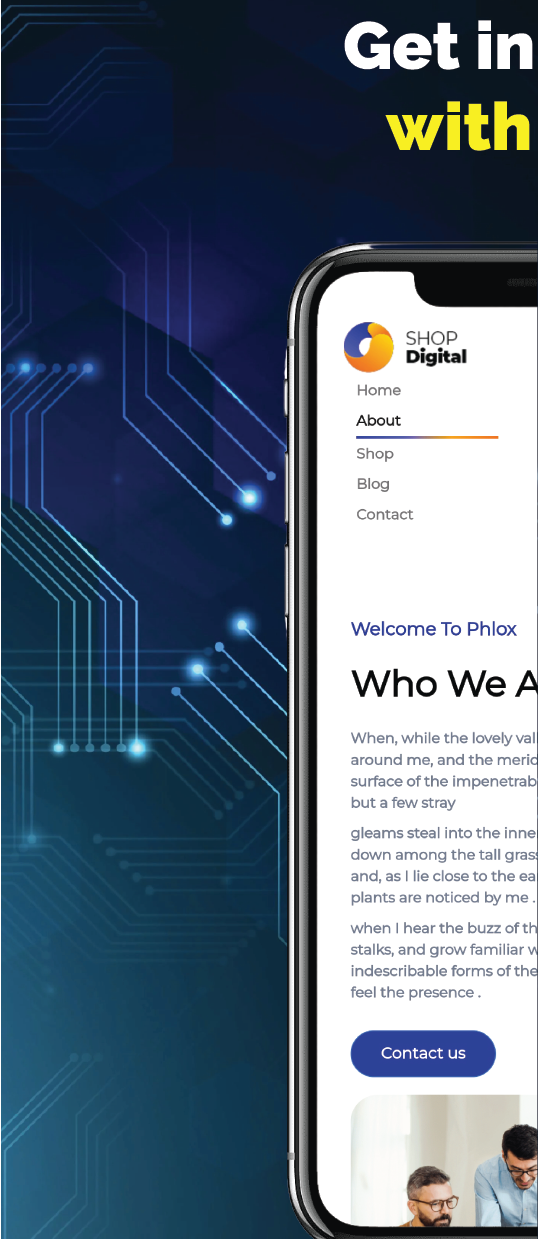 Get in
with
SHOP
Digital
Home
About
Shop
Blog
Contact
Welcome To Phlox
Who We A
When, while the lovely val
around me, and the meric
surface of the impenetrab
but a few stray
gleams steal into the inne
down among the tall grass
and, as I lie close to the ea
plants are noticed by me .
when I hear the buzz of th
stalks, and grow familiar w
indescribable forms of the
feel the presence .
Contact us